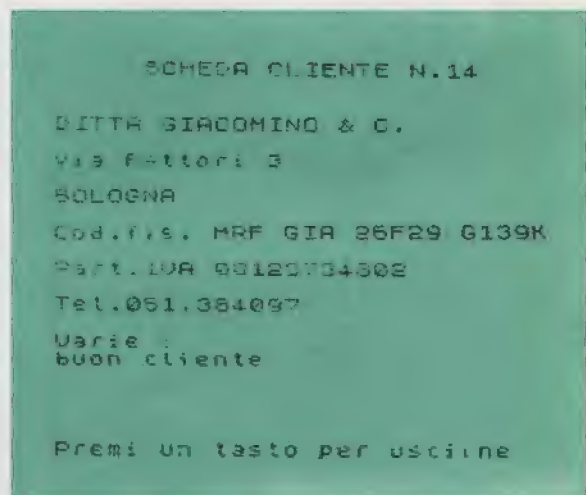 SCHEDA CLIENTE N.14
DITTA GIACOMINO & C.
Via Fattori 3
BOLOGNA
Cod.fis. MRF GIA 26F29 G139K
Part.IVA
Tel.051.384097
Varie :
buon cliente
Premi un tasto per uscirne